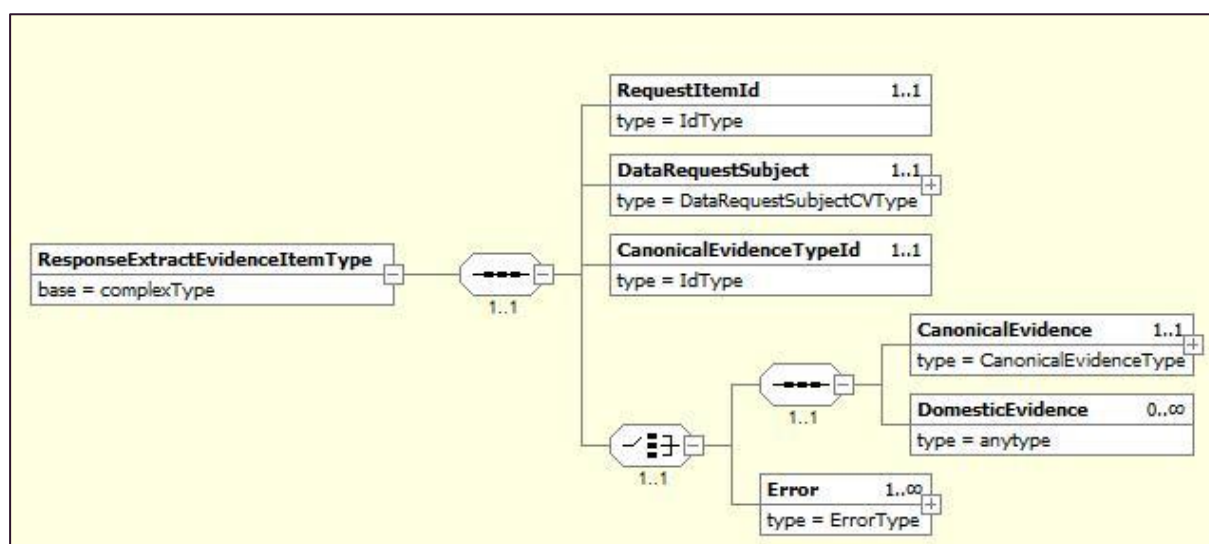 RequestItemId 1..1
type = IdType
DataRequestSubject 1..1
type = DataRequestSubjectCVType
ResponseExtractEvidenceItemType
base = complexType
1..1
CanonicalEvidenceTypeId 1..1
type = IdType
CanonicalEvidence 1..1
type = CanonicalEvidenceType
1..1
DomesticEvidence 0..∞
type = anytype
1..1
Error 1..∞
type = ErrorType